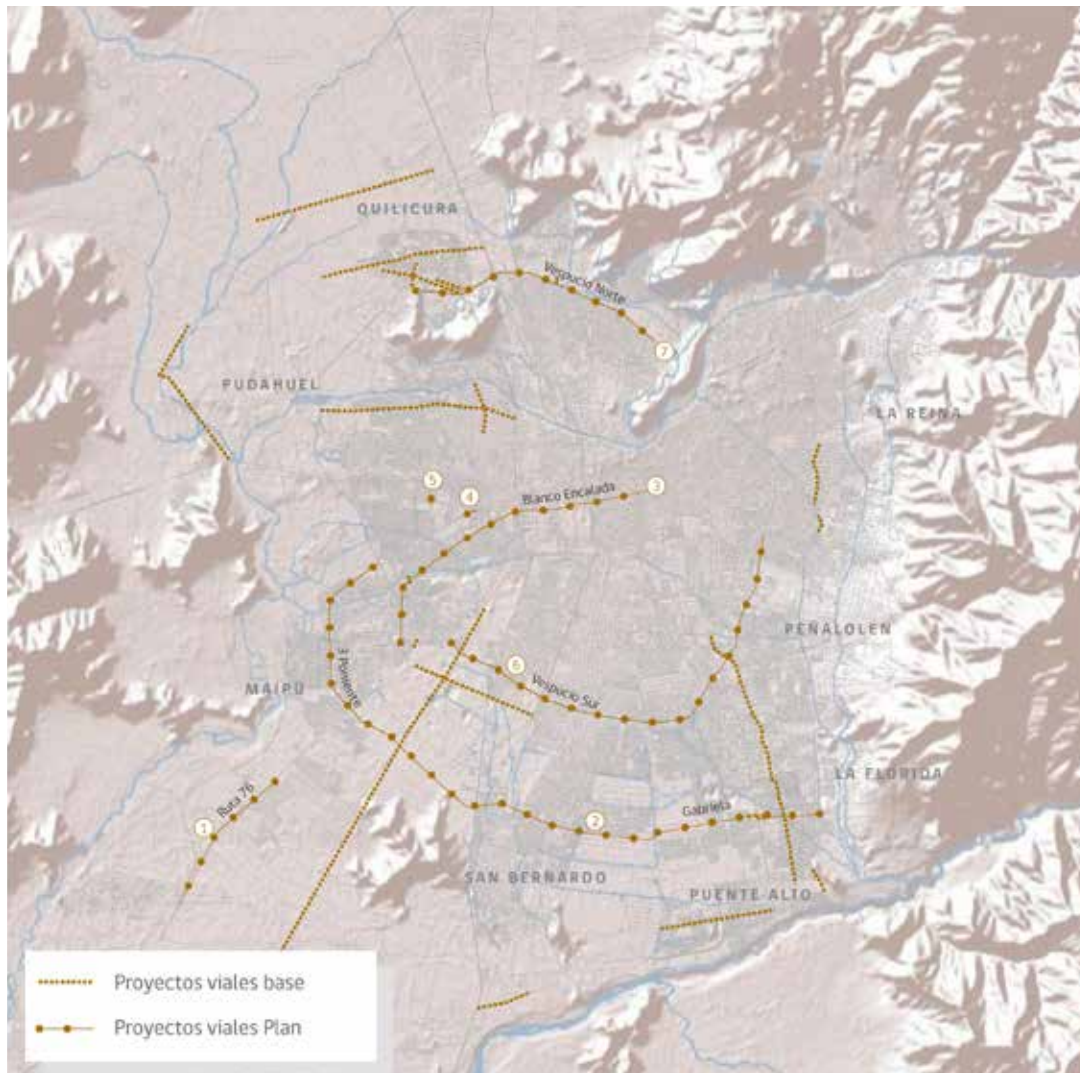 QUILICURA
Vespucio Norte
7
PUDAHUEL
LA REINA
5
4
Blanco Encalada
3
PEÑALOLEN
3 Poniente
6
Vespucio Sur
MAIPÚ
LA FLORIDA
Ruta 76
1
Gabriela
2
SAN BERNARDO
PUENTE ALTO
Proyectos viales base
Proyectos viales Plan